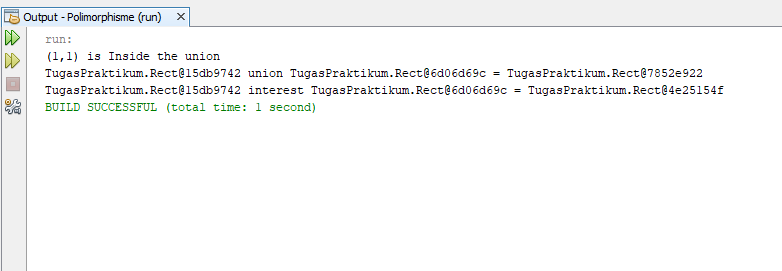 Output - Polimorphisme (run)
run:
(1,1) is Inside the union
TugasPraktikum.Rect@15db9742 union TugasPraktikum.Rect@6d06d69c = TugasPraktikum.Rect@7852e922
TugasPraktikum.Rect@15db9742 interest TugasPraktikum.Rect@6d06d69c = TugasPraktikum.Rect@4e25154f
BUILD SUCCESSFUL (total time: 1 second)